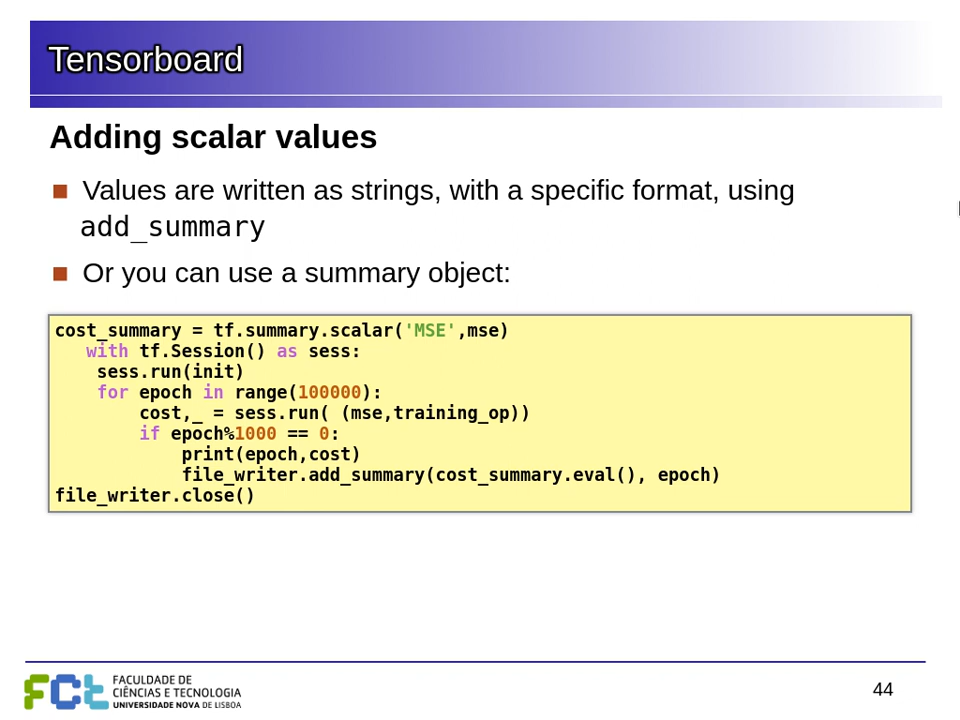 Tensorboard
Adding scalar values
Values are written as strings, with a specific format, using
add_summary
Or you can use a summary object:
cost_summary = tf.summary.scalar('MSE',mse)
   with tf.Session() as sess:
    sess.run(init)
    for epoch in range(100000):
        cost,_ = sess.run( (mse,training_op))
        if epoch%1000 == 0:
            print(epoch,cost)
            file_writer.add_summary(cost_summary.eval(), epoch)
file_writer.close()
FCt
FACULDADE DE
CIÊNCIAS E TECNOLOGIA
UNIVERSIDADE NOVA DE LISBOA
44